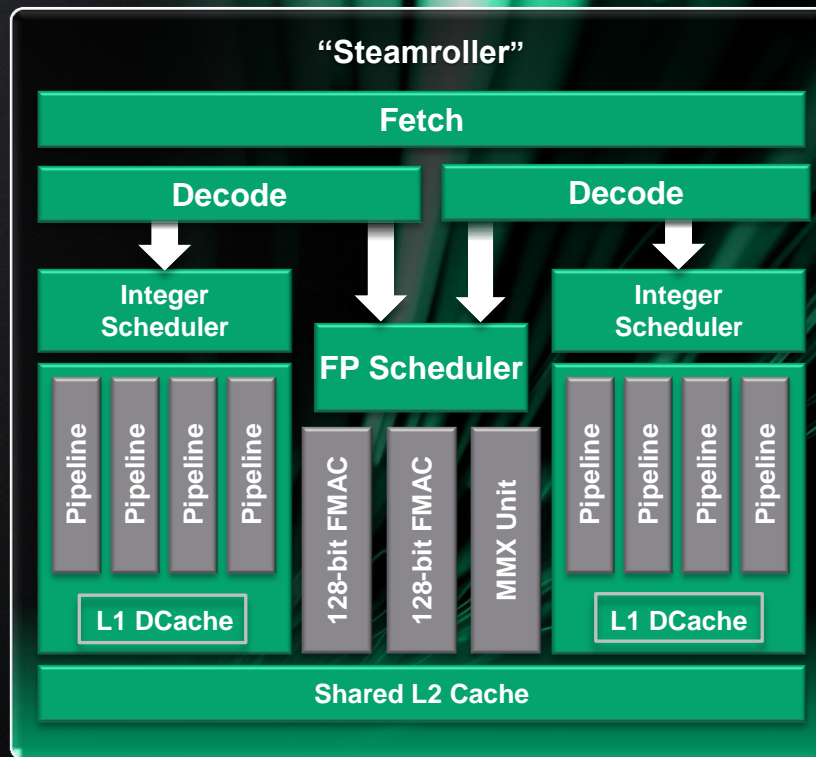 “Steamroller”
Fetch
Decode
Decode
Integer
Scheduler
FP Scheduler
Integer
Scheduler
Pipeline
Pipeline
Pipeline
Pipeline
128-bit FMAC
128-bit FMAC
MMX Unit
Pipeline
Pipeline
Pipeline
Pipeline
L1 DCache
L1 DCache
Shared L2 Cache